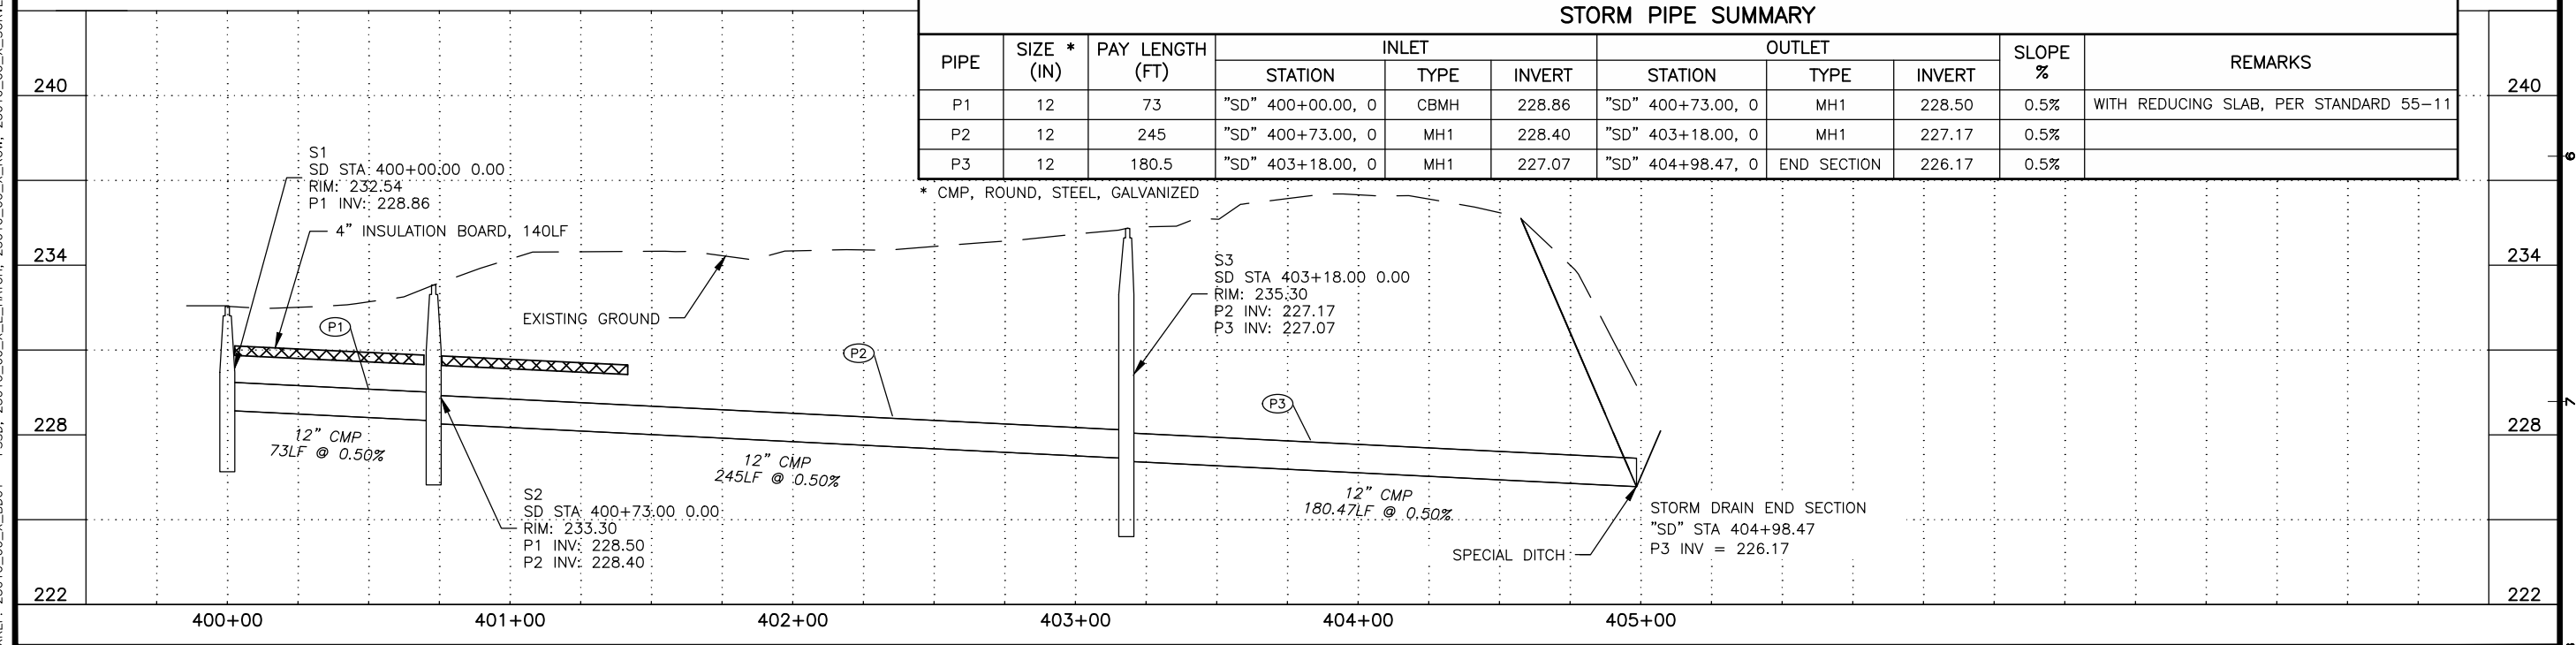 STORM PIPE SUMMARY
PIPE SIZE * (IN) PAY LENGTH (FT) INLET OUTLET SLOPE % REMARKS
STATION TYPE INVERT STATION TYPE INVERT
P1 12 73 "SD" 400+00.00, 0 CBMH 228.86 "SD" 400+73.00, 0 MH1 228.50 0.5% WITH REDUCING SLAB, PER STANDARD 55-11
P2 12 245 "SD" 400+73.00, 0 MH1 228.40 "SD" 403+18.00, 0 MH1 227.17 0.5%
P3 12 180.5 "SD" 403+18.00, 0 MH1 227.07 "SD" 404+98.47, 0 END SECTION 226.17 0.5%
* CMP, ROUND, STEEL, GALVANIZED
240
234
228
222
S1
SD STA 400+00.00 0.00
RIM: 232.54
P1 INV: 228.86
4" INSULATION BOARD, 140LF
P1
EXISTING GROUND
P2
S3
SD STA 403+18.00 0.00
RIM: 235.30
P2 INV: 227.17
P3 INV: 227.07
P3
12" CMP
73LF @ 0.50%
12" CMP
245LF @ 0.50%
S2
SD STA 400+73.00 0.00
RIM: 233.30
P1 INV: 228.50
P2 INV: 228.40
12" CMP
180.47LF @ 0.50%
SPECIAL DITCH
STORM DRAIN END SECTION
"SD" STA 404+98.47
P3 INV = 226.17
240
234
228
222
400+00 401+00 402+00 403+00 404+00 405+00
6
7